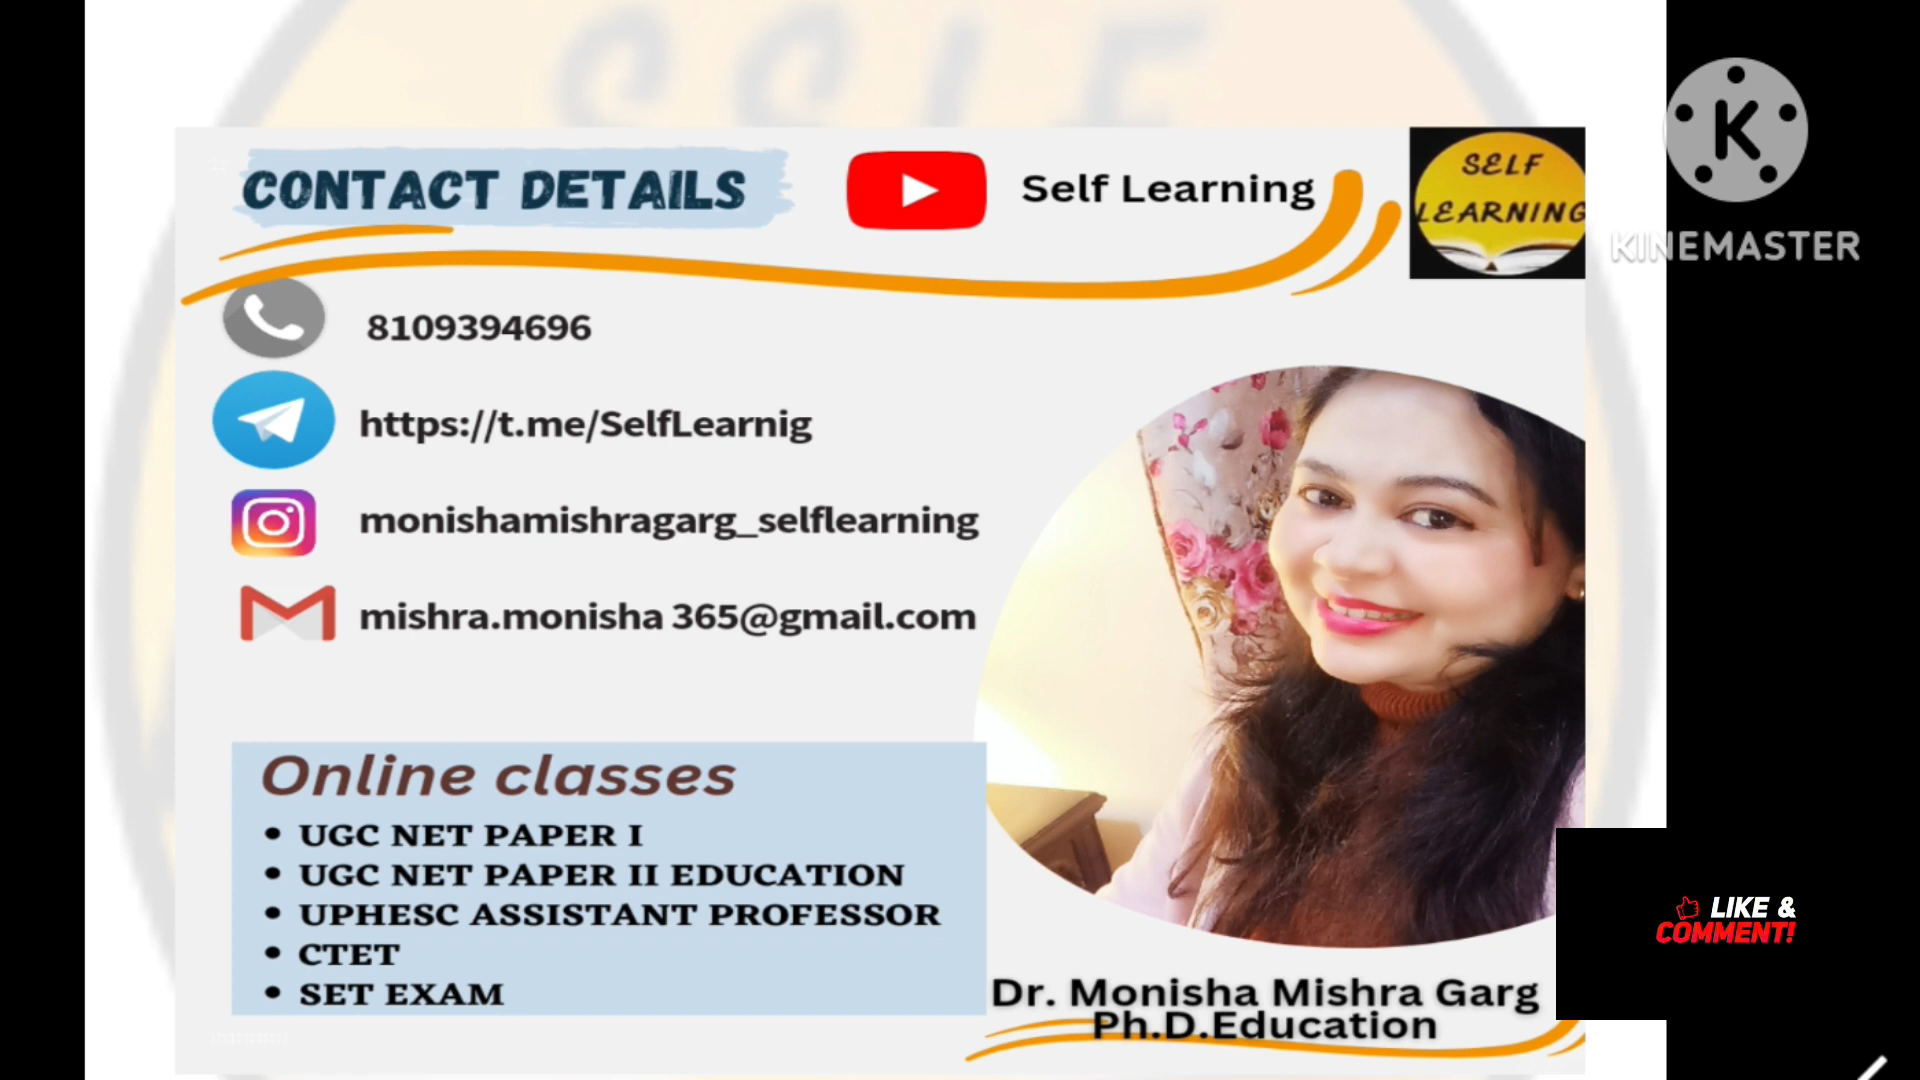 SELF
CONTACT DETAILS
Self Learning
SELF
LEARNING
KINEMASTER
8109394696
https://t.me/SelfLearnig
monishamishragarg_selflearning
mishra.monisha 365@gmail.com
Online classes
• UGC NET PAPER I
• UGC NET PAPER II EDUCATION
• UPHESC ASSISTANT PROFESSOR
• CTET
• SET EXAM
LIKE &
COMMENT!
Dr. Monisha Mishra Garg
Ph.D.Education